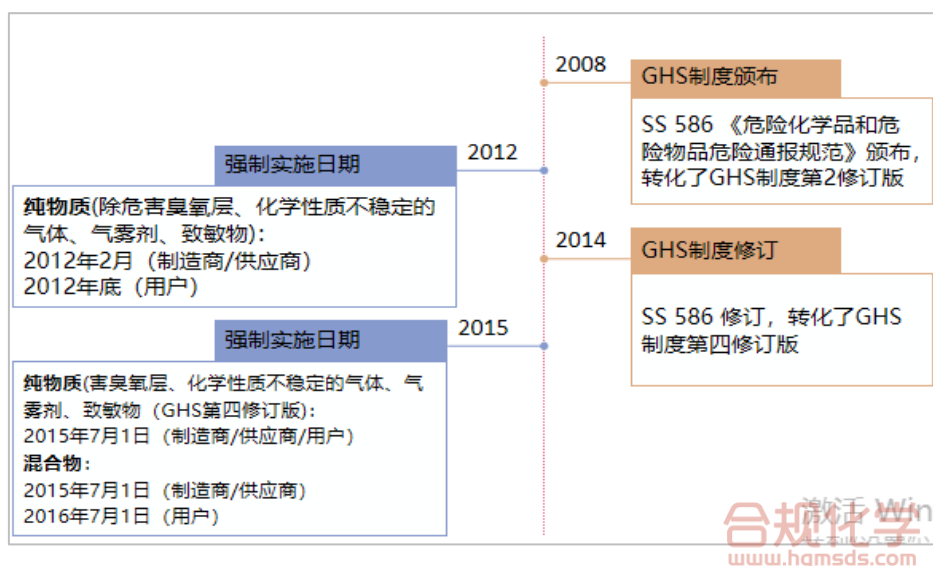 2008
GHS制度颁布
SS 586 《危险化学品和危
险物品危险通报规范》颁布，
转化了GHS制度第2修订版
2012
强制实施日期
纯物质(除危害臭氧层、化学性质不稳定的
气体、气雾剂、致敏物)：
2012年2月（制造商/供应商）
2012年底（用户）
2014
GHS制度修订
SS 586 修订，转化了GHS
制度第四修订版
2015
强制实施日期
纯物质(害臭氧层、化学性质不稳定的气体、气
雾剂、致敏物（GHS第四修订版)：
2015年7月1日（制造商/供应商/用户）
混合物：
2015年7月1日（制造商/供应商）
2016年7月1日（用户）
激活 Win
合规化学
www.hgmsds.com